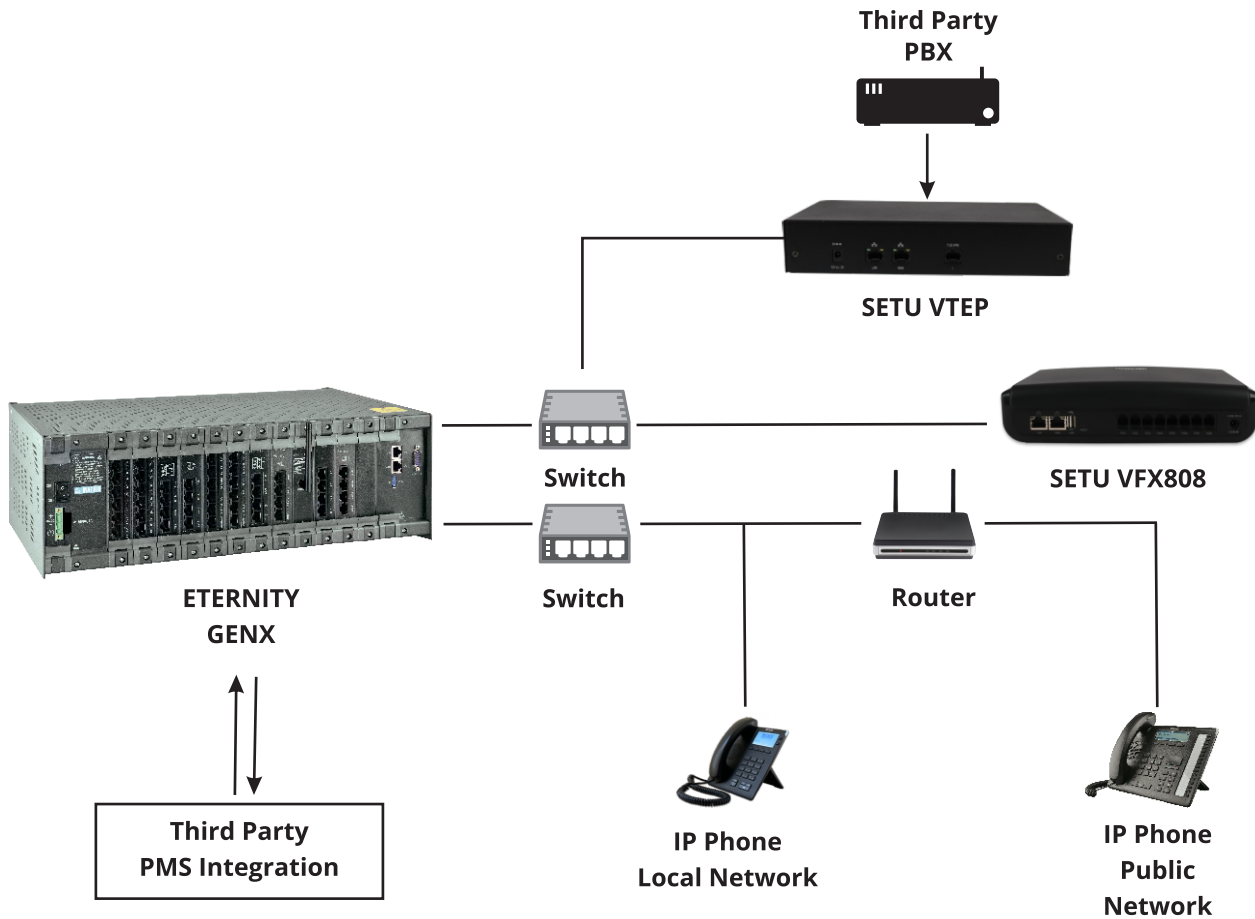 Third Party
PBX
SETU VTEP
Switch
SETU VFX808
Switch
Router
ETERNITY
GENX
Third Party
PMS Integration
IP Phone
Local Network
IP Phone
Public
Network